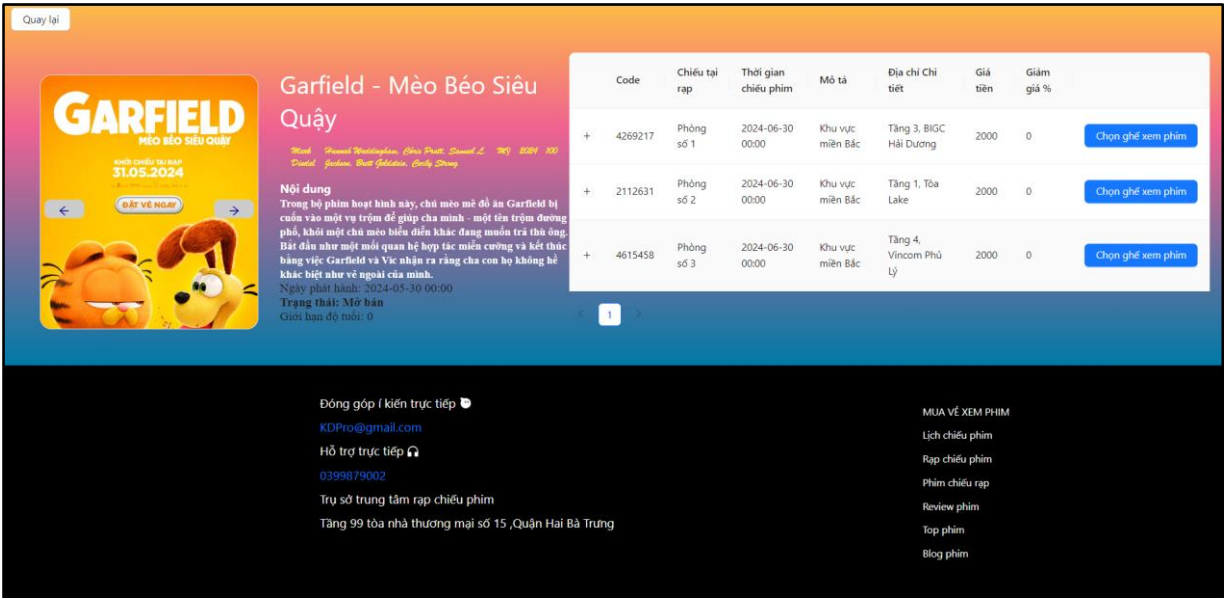 Quay lại
GARFIELD
MÈO BÉO SIÊU QUẬY
KHỞI CHIẾU TẠI RẠP
31.05.2024
ĐẶT VÉ NGAY
Garfield - Mèo Béo Siêu
Quậy
Mark Hannah Waddingham, Chris Pratt, Samuel L. Mỹ 2024 100
Dindal Jackson, Brett Goldstein, Cecily Strong
Nội dung
Trong bộ phim hoạt hình này, chú mèo mê đồ ăn Garfield bị
cuốn vào một vụ trộm để giúp cha mình - một tên trộm đường
phố, khỏi một chú mèo biểu diễn khác đang muốn trả thù ông.
Bắt đầu như một mối quan hệ hợp tác miễn cưỡng và kết thúc
bằng việc Garfield và Vic nhận ra rằng cha con họ không hề
khác biệt như vẻ ngoài của mình.
Ngày phát hành: 2024-05-30 00:00
Trạng thái: Mở bán
Giới hạn độ tuổi: 0
Code Chiếu tại Thời gian Mô tả Địa chỉ Chi Giá Giảm
rạp chiếu phim tiết tiền giá %
+ 4269217 Phòng 2024-06-30 Khu vực Tầng 3, BIGC 2000 0 Chọn ghế xem phim
số 1 00:00 miền Bắc Hải Dương
+ 2112631 Phòng 2024-06-30 Khu vực Tầng 1, Tòa 2000 0 Chọn ghế xem phim
số 2 00:00 miền Bắc Lake
+ 4615458 Phòng 2024-06-30 Khu vực Tầng 4, 2000 0 Chọn ghế xem phim
số 3 00:00 miền Bắc Vincom Phủ
Lý
< 1 >
Đóng góp í kiến trực tiếp
KDPro@gmail.com
Hỗ trợ trực tiếp
0399879002
Trụ sở trung tâm rạp chiếu phim
Tầng 99 tòa nhà thương mại số 15 ,Quận Hai Bà Trưng
MUA VÉ XEM PHIM
Lịch chiếu phim
Rạp chiếu phim
Phim chiếu rạp
Review phim
Top phim
Blog phim